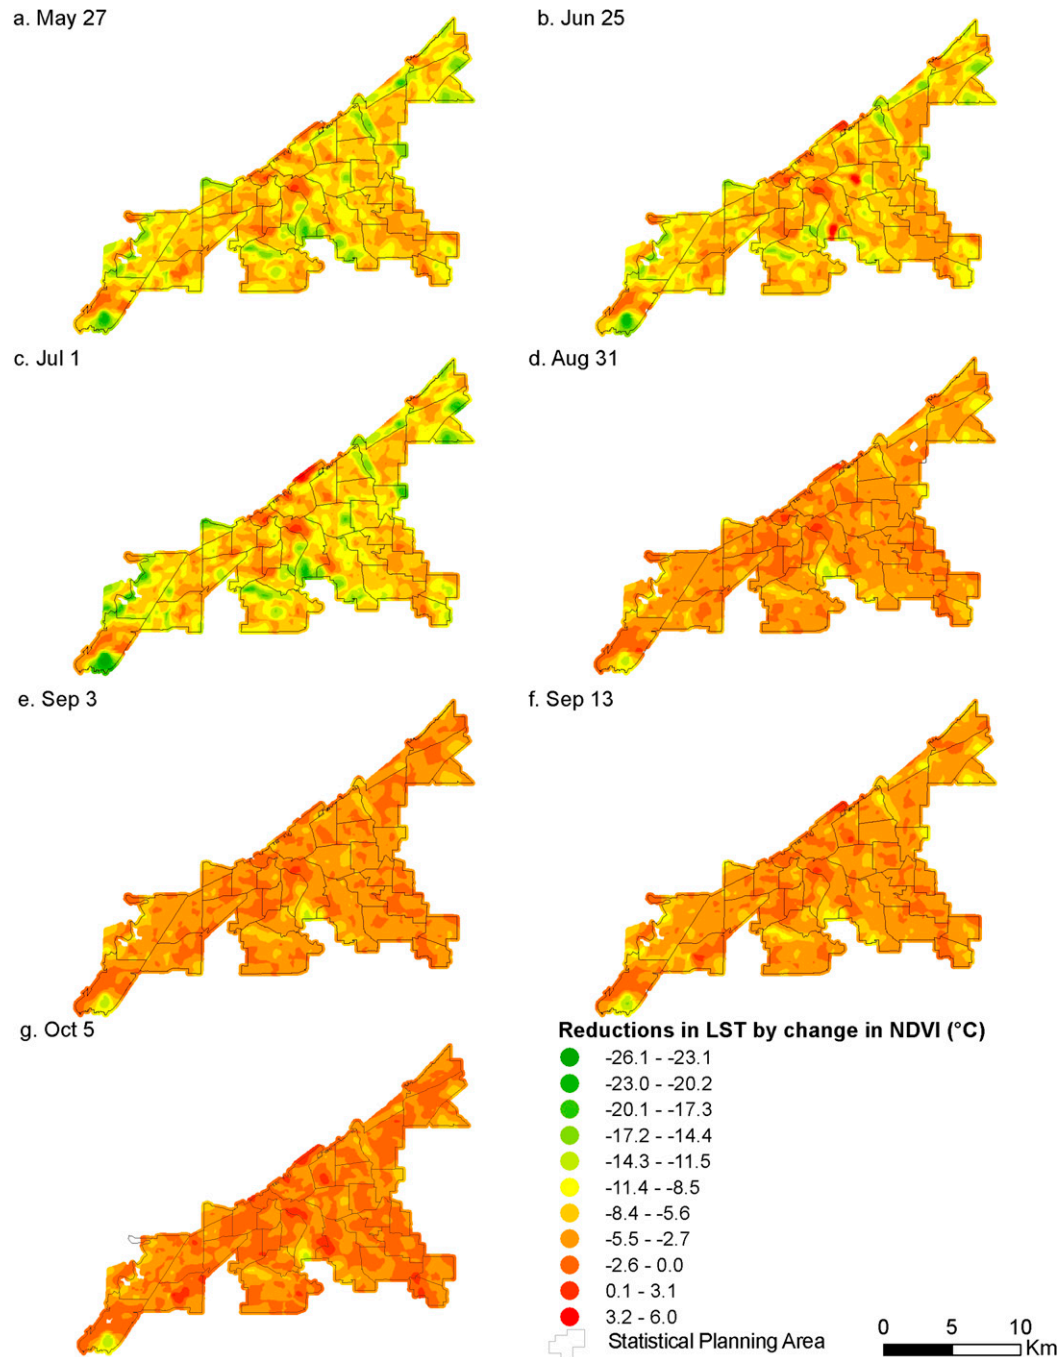 a. May 27
b. Jun 25
c. Jul 1
d. Aug 31
e. Sep 3
f. Sep 13
g. Oct 5
Reductions in LST by change in NDVI (°C)
-26.1 - -23.1
-23.0 - -20.2
-20.1 - -17.3
-17.2 - -14.4
-14.3 - -11.5
-11.4 - -8.5
-8.4 - -5.6
-5.5 - -2.7
-2.6 - 0.0
0.1 - 3.1
3.2 - 6.0
Statistical Planning Area
0 5 10
Km